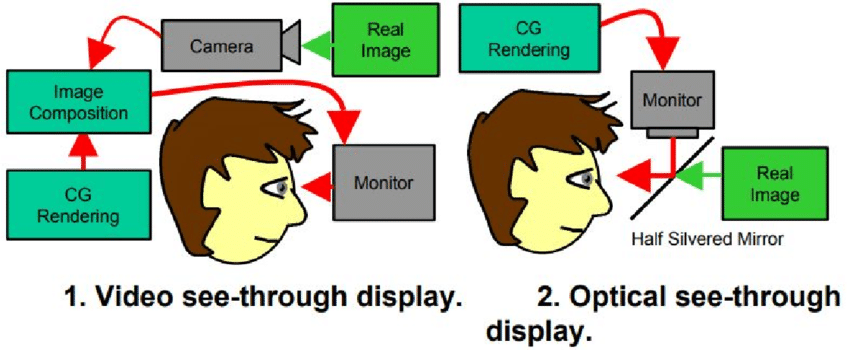 Camera
Real
Image
Image
Composition
CG
Rendering
Monitor
1. Video see-through display.
CG
Rendering
Monitor
Real
Image
Half Silvered Mirror
2. Optical see-through
display.